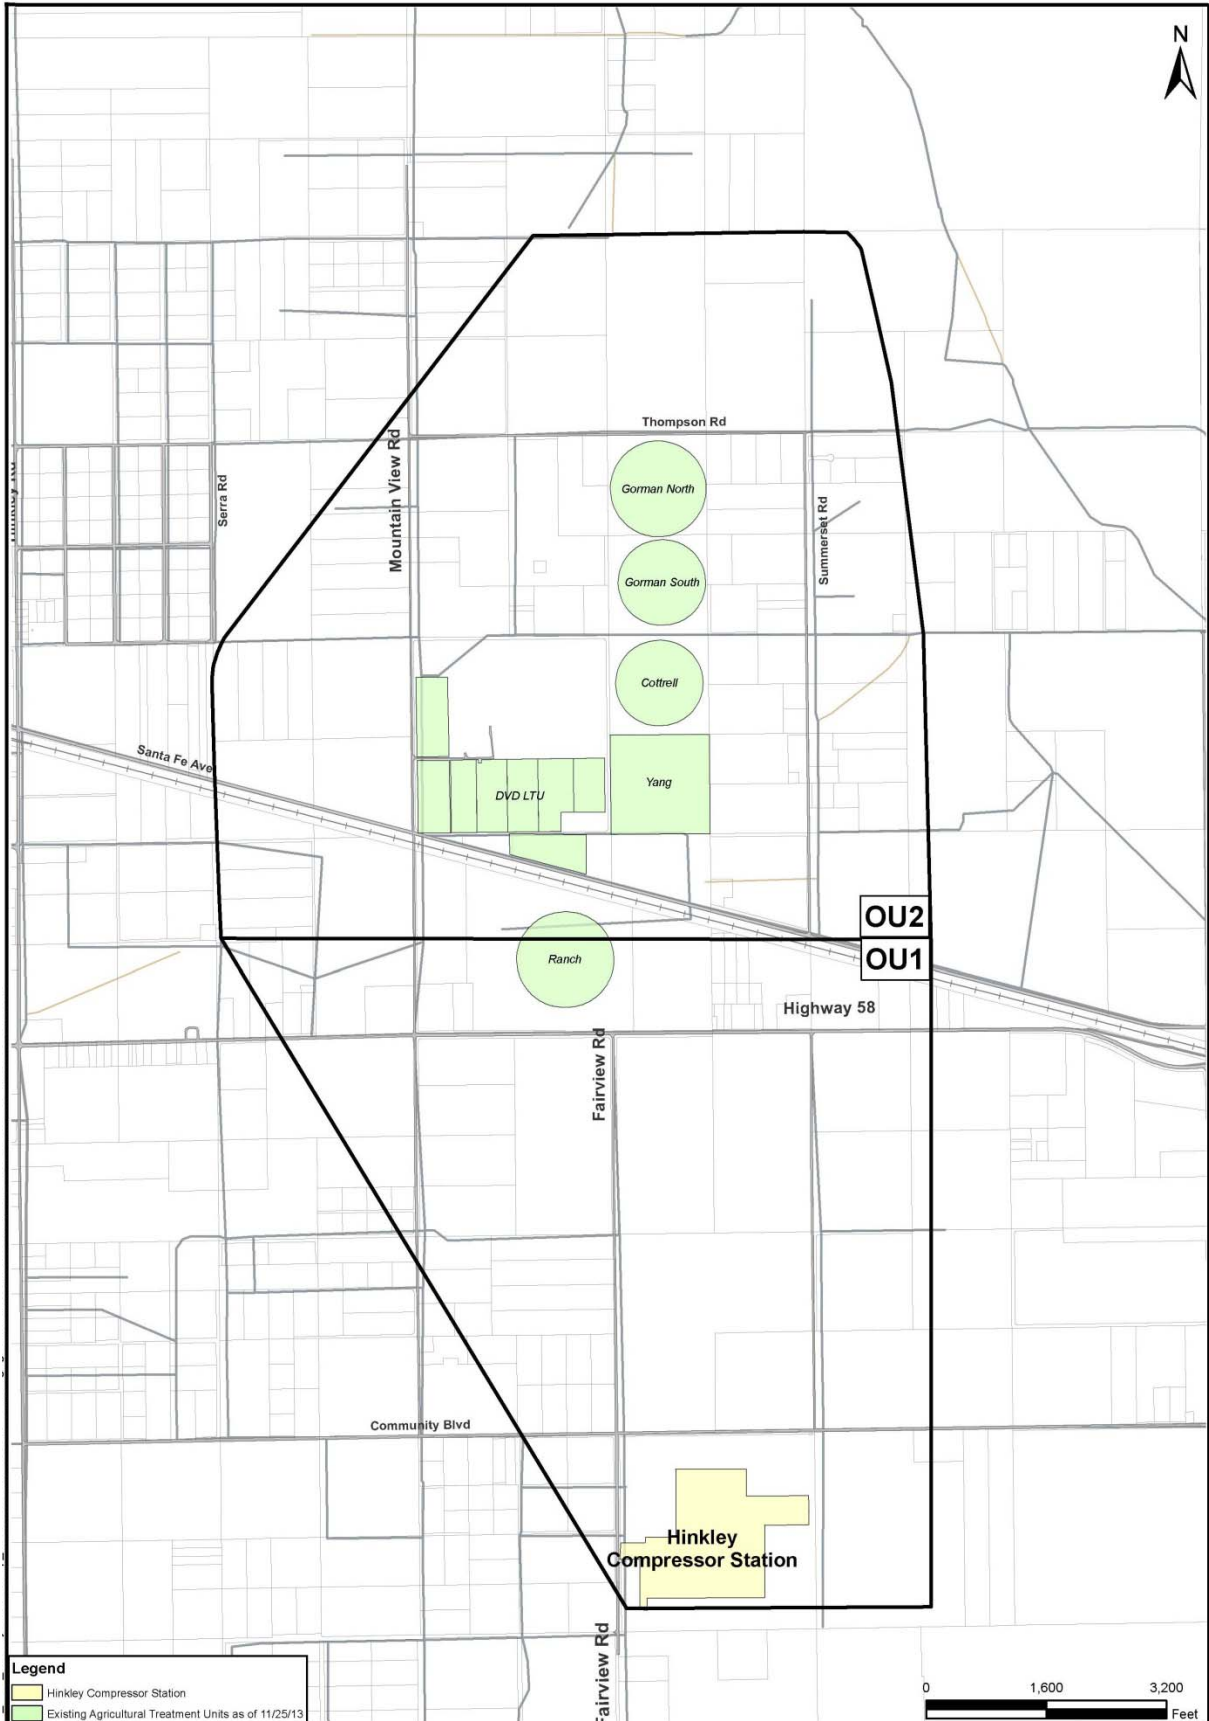 N
Thompson Rd
Mountain View Rd
Serra Rd
Gorman North
Summerset Rd
Gorman South
Cottrell
Santa Fe Ave
Yang
DVD LTU
OU2
OU1
Ranch
Highway 58
Fairview Rd
Community Blvd
Hinkley
Compressor Station
Fairview Rd
Legend
Hinkley Compressor Station
Existing Agricultural Treatment Units as of 11/25/13
0 1,600 3,200
Feet